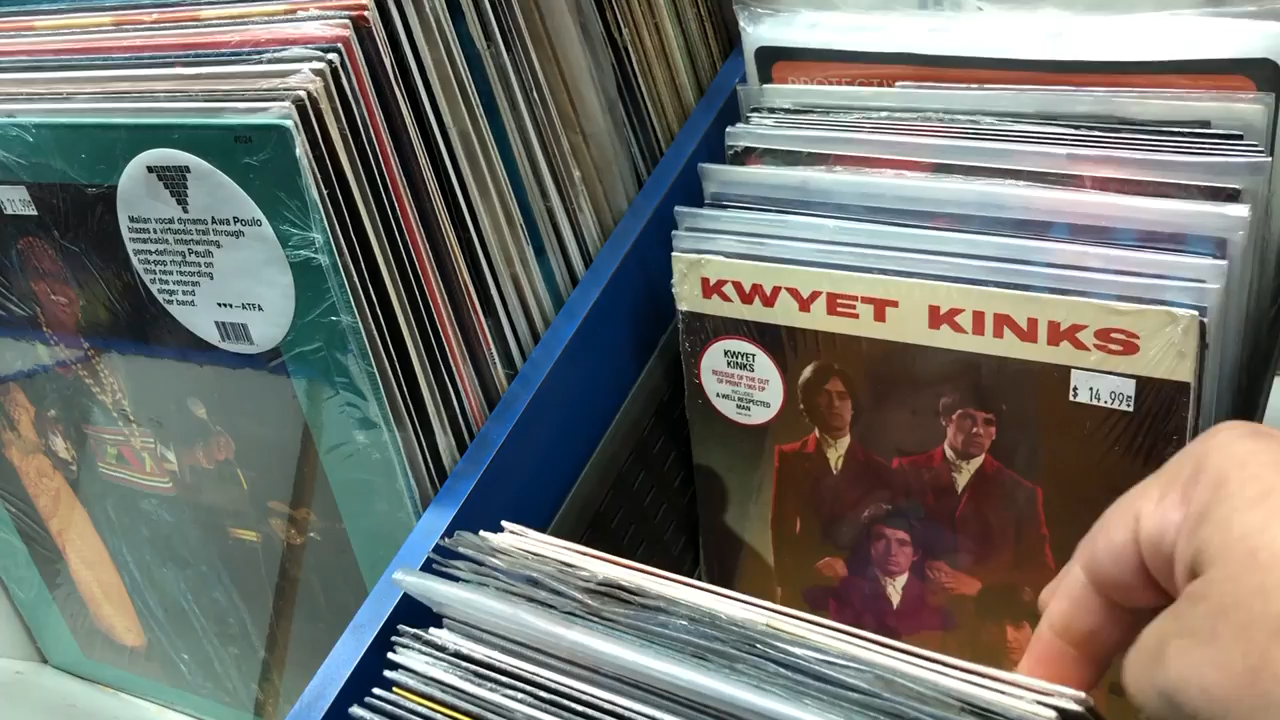 #024
$ 21.99
Malian vocal dynamo Awa Poulo
blazes a virtuosic trail through
remarkable, intertwining,
genre-defining Peulh
folk-pop rhythms on
this new recording
of the veteran
singer and
her band.
♥♥♥—ATFA
KWYET KINKS
KWYET
KINKS
REISSUE OF THE OUT
OF PRINT 1965 EP
INCLUDES
A WELL RESPECTED
MAN
$ 14.99